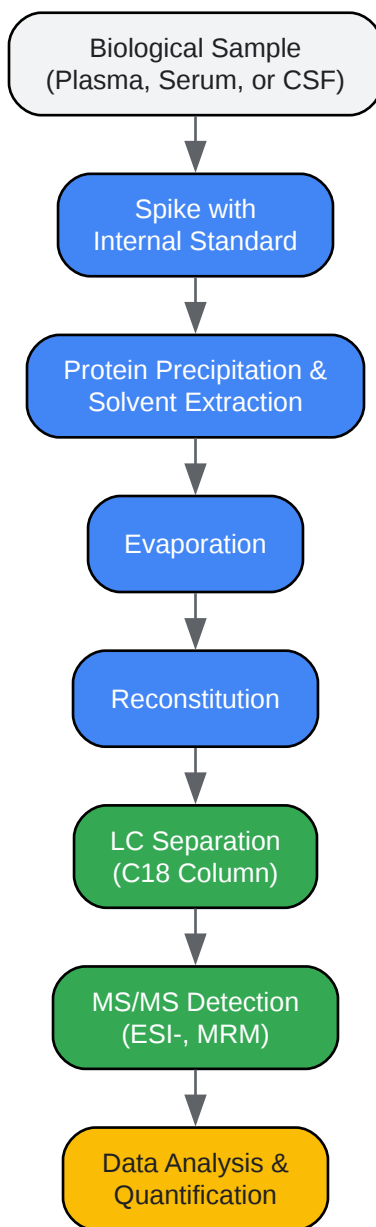 Biological Sample
(Plasma, Serum, or CSF)
Spike with
Internal Standard
Protein Precipitation &
Solvent Extraction
Evaporation
Reconstitution
LC Separation
(C18 Column)
MS/MS Detection
(ESI-, MRM)
Data Analysis &
Quantification